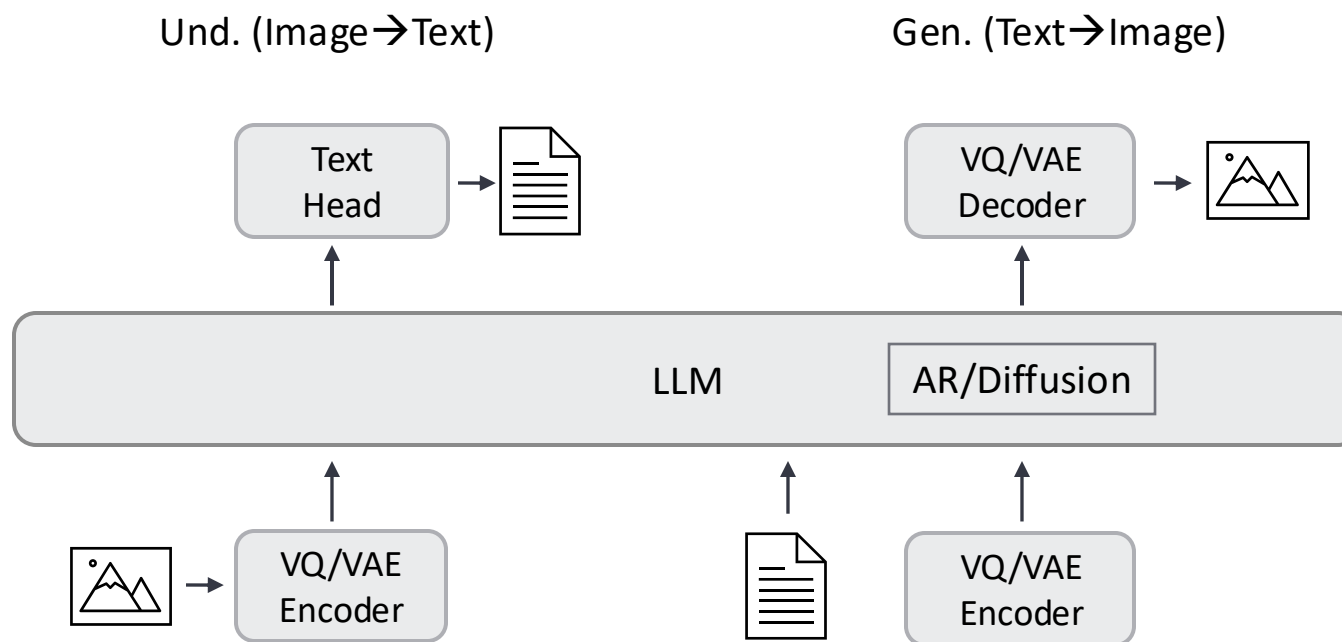 Und. (Image→Text)
Gen. (Text→Image)
Text
Head
VQ/VAE
Decoder
LLM
AR/Diffusion
VQ/VAE
Encoder
VQ/VAE
Encoder